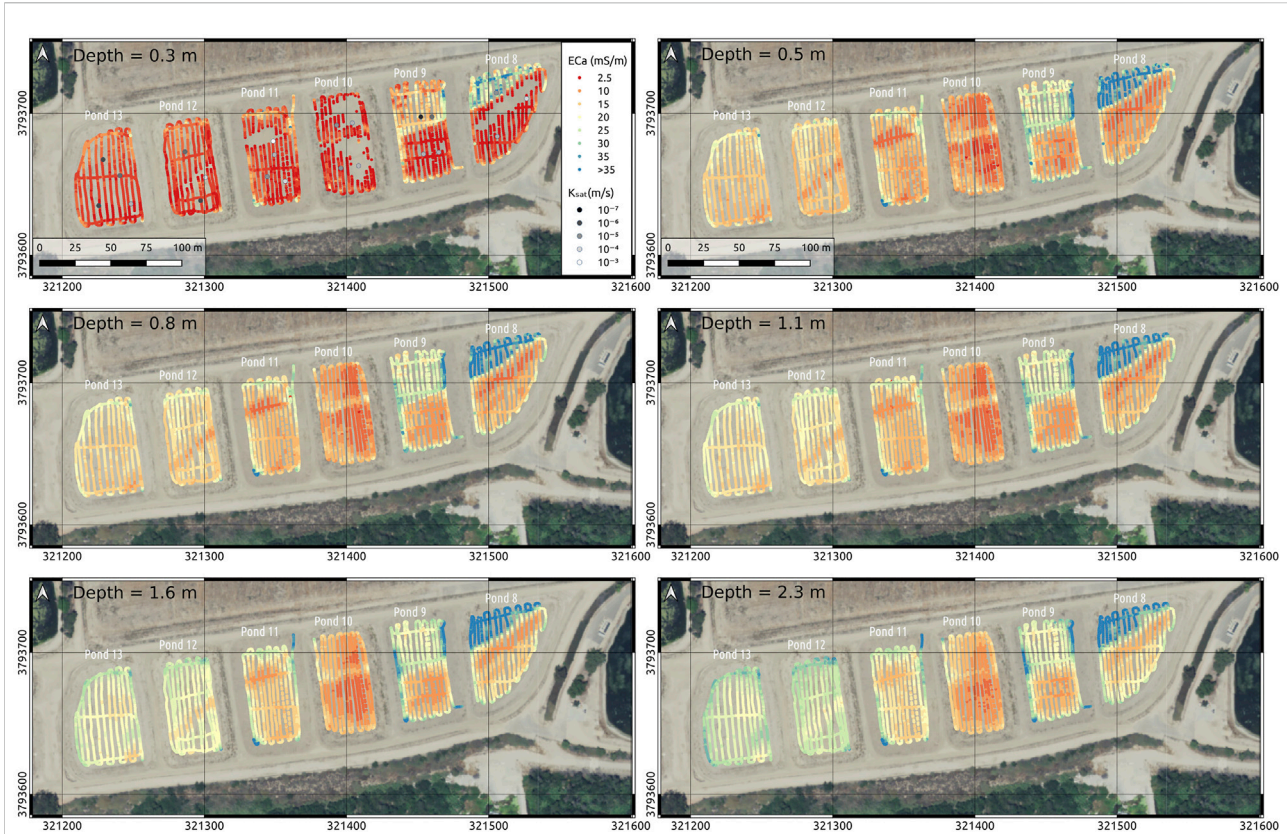 Depth = 0.3 m
Pond 13
Pond 12
Pond 11
Pond 10
Pond 9
Pond 8
ECa (mS/m)
2.5
10
15
20
25
30
35
>35
Ksat(m/s)
10⁻⁷
10⁻⁶
10⁻⁵
10⁻⁴
10⁻³
0 25 50 75 100 m
3793700
3793600
321200 321300 321400 321500 321600
Depth = 0.5 m
Pond 13
Pond 12
Pond 11
Pond 10
Pond 9
Pond 8
0 25 50 75 100 m
3793700
3793600
321200 321300 321400 321500 321600
Depth = 0.8 m
Pond 13
Pond 12
Pond 11
Pond 10
Pond 9
Pond 8
3793700
3793600
321200 321300 321400 321500 321600
Depth = 1.1 m
Pond 13
Pond 12
Pond 11
Pond 10
Pond 9
Pond 8
3793700
3793600
321200 321300 321400 321500 321600
Depth = 1.6 m
Pond 13
Pond 12
Pond 11
Pond 10
Pond 9
Pond 8
3793700
3793600
321200 321300 321400 321500 321600
Depth = 2.3 m
Pond 13
Pond 12
Pond 11
Pond 10
Pond 9
Pond 8
3793700
3793600
321200 321300 321400 321500 321600